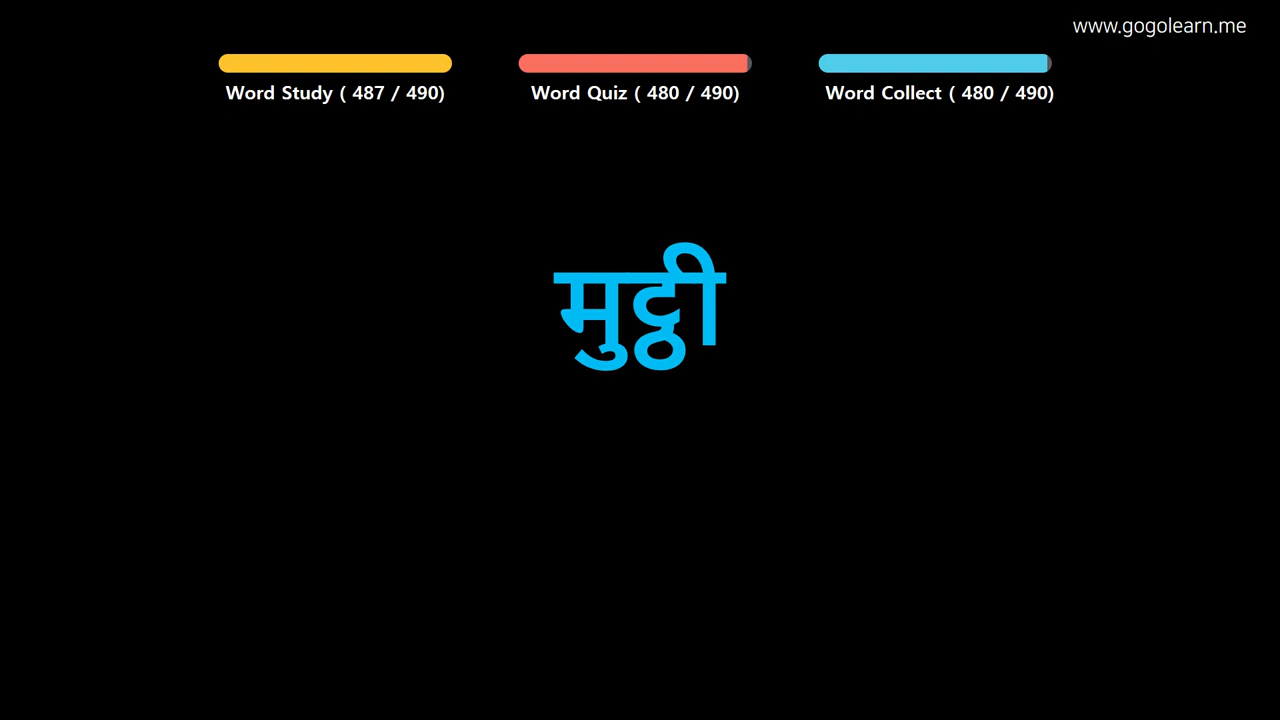 www.gogolearn.me
Word Study ( 487 / 490)
Word Quiz ( 480 / 490)
Word Collect ( 480 / 490)
मुट्ठी